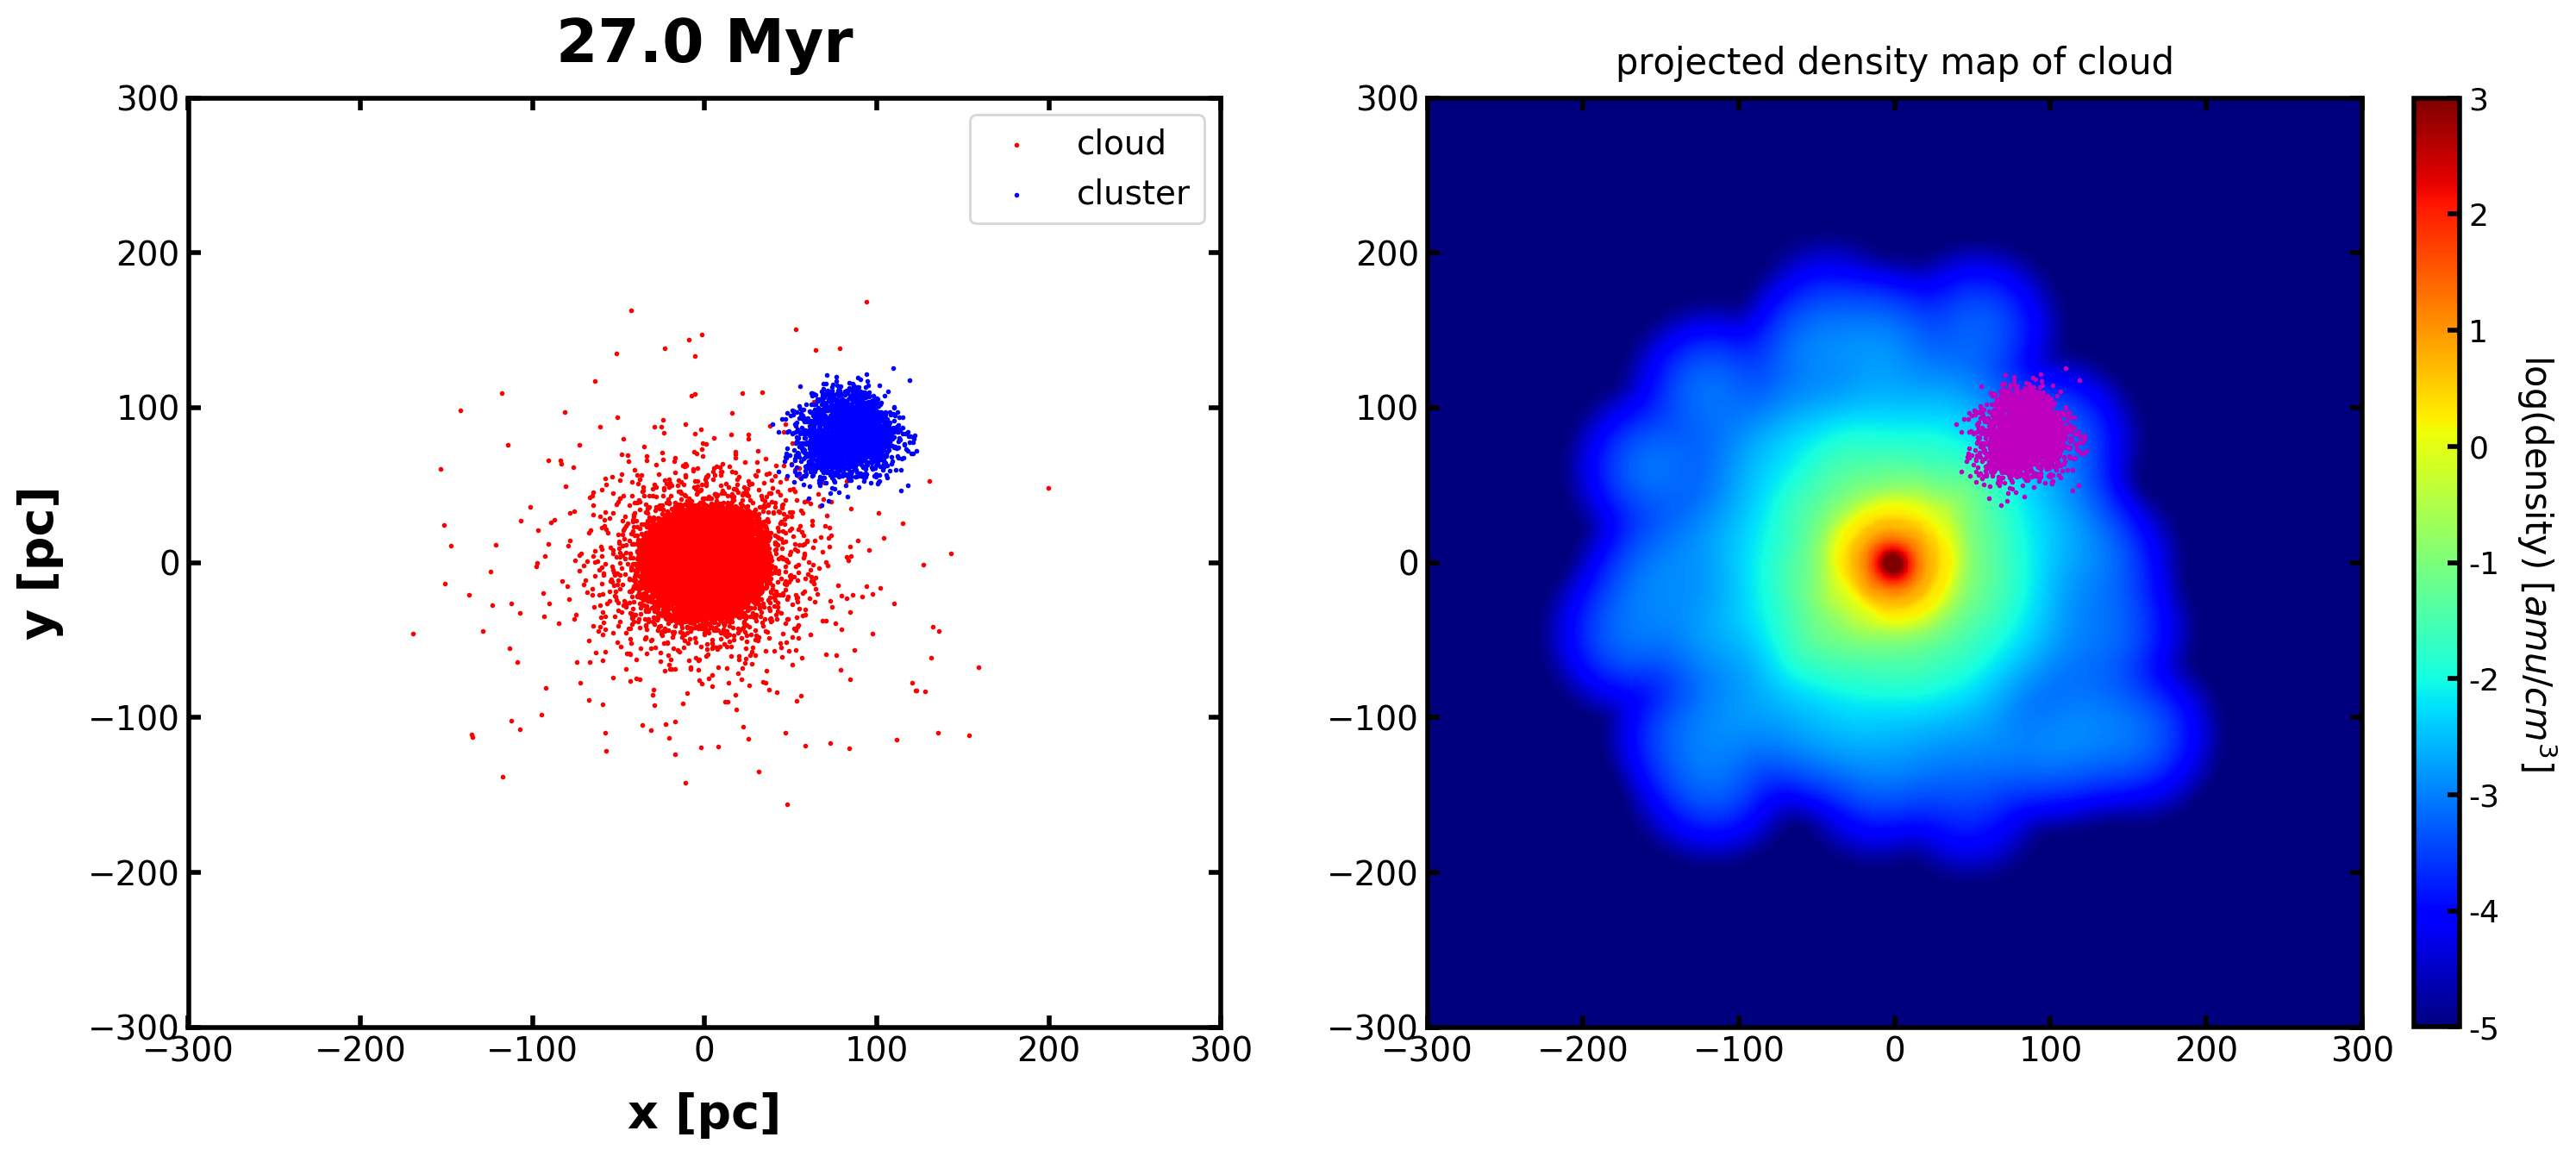 27.0 Myr
300
200
100
0
−100
−200
−300
−300 −200 −100 0 100 200 300
y [pc]
x [pc]
cloud
cluster
projected density map of cloud
300
200
100
0
−100
−200
−300
−300 −200 −100 0 100 200 300
3
2
1
0
-1
-2
-3
-4
-5
log(density) [amu/cm³]